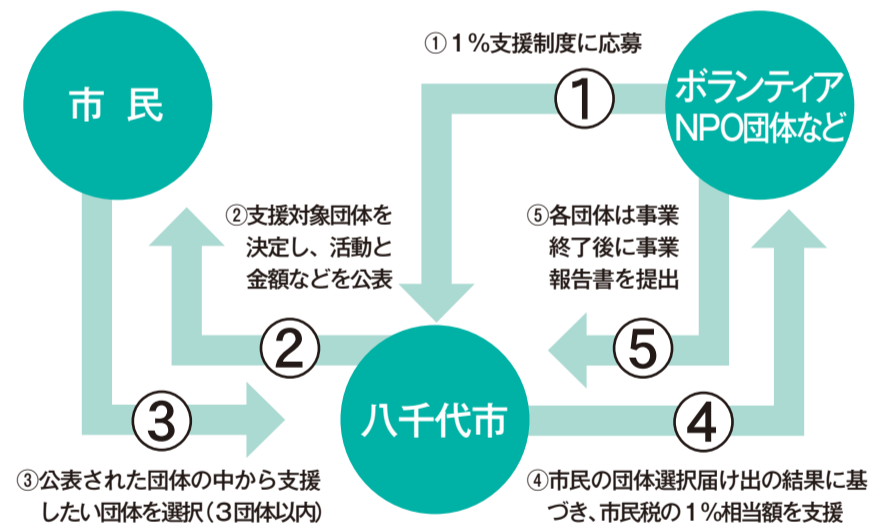 ①1%支援制度に応募
市民
①
ボランティア
NPO団体など
②支援対象団体を
決定し、活動と
金額などを公表
⑤各団体は事業
終了後に事業
報告書を提出
②
⑤
③
八千代市
④
③公表された団体の中から支援
したい団体を選択(3団体以内)
④市民の団体選択届け出の結果に基
づき、市民税の1%相当額を支援